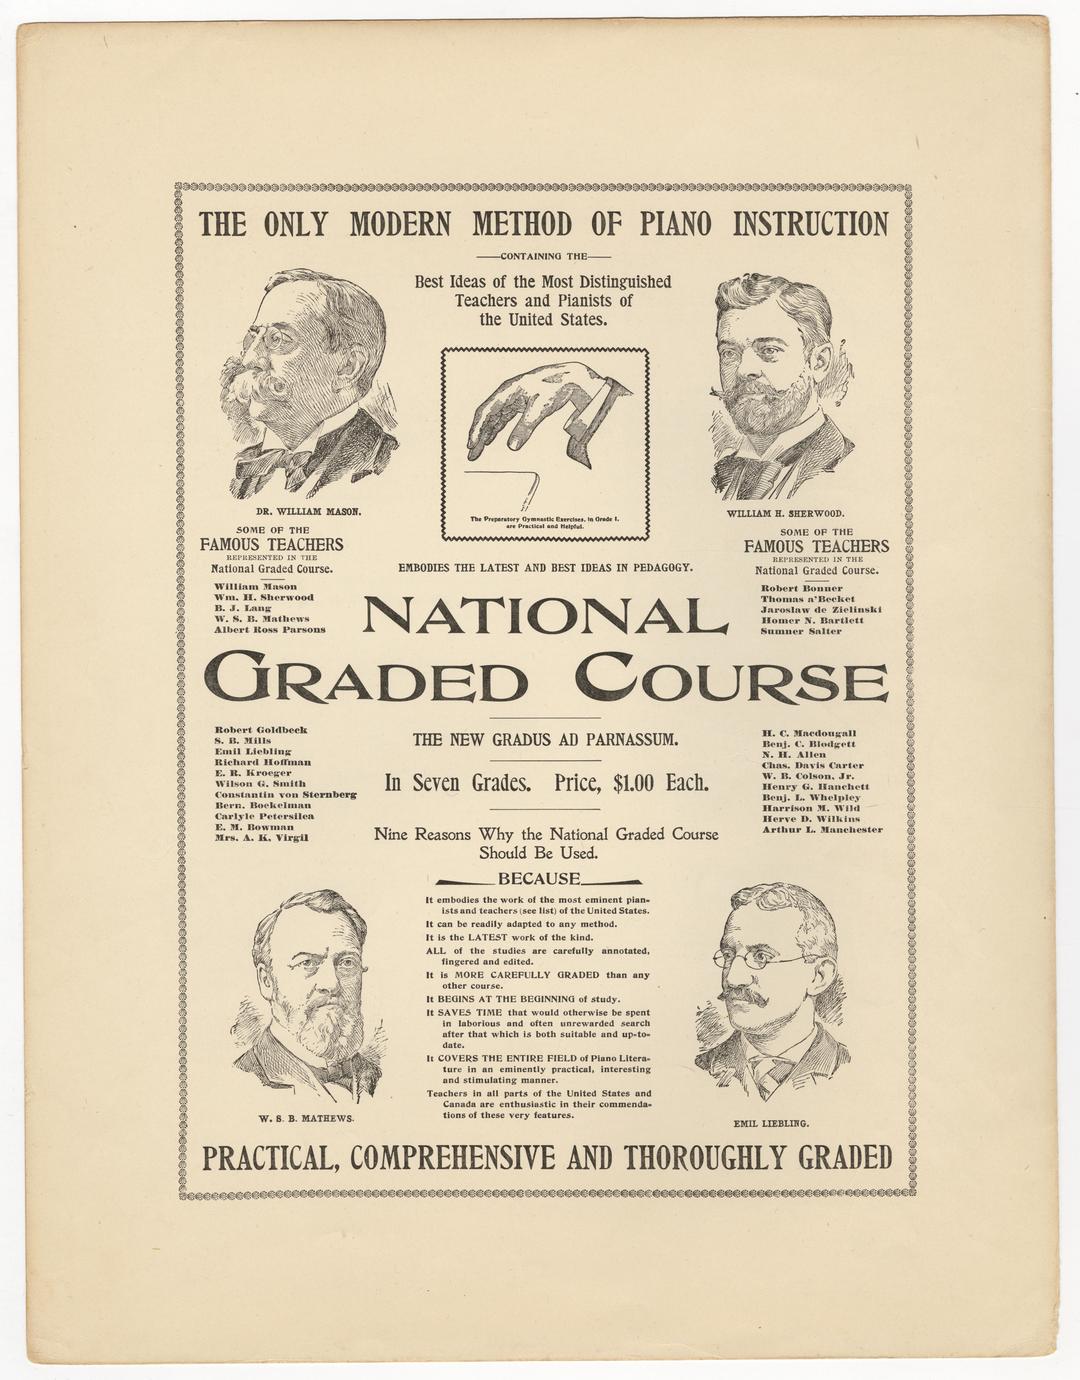 THE ONLY MODERN METHOD OF PIANO INSTRUCTION
CONTAINING THE
Best Ideas of the Most Distinguished
Teachers and Pianists of
the United States.
The Preparatory Gymnastic Exercises, in Grade I,
are Practical and Helpful.
DR. WILLIAM MASON.
WILLIAM H. SHERWOOD.
SOME OF THE
FAMOUS TEACHERS
REPRESENTED IN THE
National Graded Course.
William Mason
Wm. H. Sherwood
B. J. Lang
W. S. B. Mathews
Albert Ross Parsons
EMBODIES THE LATEST AND BEST IDEAS IN PEDAGOGY.
SOME OF THE
FAMOUS TEACHERS
REPRESENTED IN THE
National Graded Course.
Robert Bonner
Thomas a'Becket
Jaroslaw de Zielinski
Homer N. Bartlett
Sumner Salter
NATIONAL
GRADED COURSE
Robert Goldbeck
S. B. Mills
Emil Liebling
Richard Hoffman
E. R. Kroeger
Wilson G. Smith
Constantin von Sternberg
Bern. Boekelman
Carlyle Petersilea
E. M. Bowman
Mrs. A. K. Virgil
THE NEW GRADUS AD PARNASSUM.
In Seven Grades. Price, $1.00 Each.
Nine Reasons Why the National Graded Course
Should Be Used.
H. C. Macdougall
Benj. C. Blodgett
N. H. Allen
Chas. Davis Carter
W. B. Colson, Jr.
Henry G. Hanchett
Benj. L. Whelpley
Harrison M. Wild
Herve D. Wilkins
Arthur L. Manchester
BECAUSE
It embodies the work of the most eminent pian-
ists and teachers (see list) of the United States.
It can be readily adapted to any method.
It is the LATEST work of the kind.
ALL of the studies are carefully annotated,
fingered and edited.
It is MORE CAREFULLY GRADED than any
other course.
It BEGINS AT THE BEGINNING of study.
It SAVES TIME that would otherwise be spent
in laborious and often unrewarded search
after that which is both suitable and up-to-
date.
It COVERS THE ENTIRE FIELD of Piano Litera-
ture in an eminently practical, interesting
and stimulating manner.
Teachers in all parts of the United States and
Canada are enthusiastic in their commenda-
tions of these very features.
W. S. B. MATHEWS.
EMIL LIEBLING.
PRACTICAL, COMPREHENSIVE AND THOROUGHLY GRADED